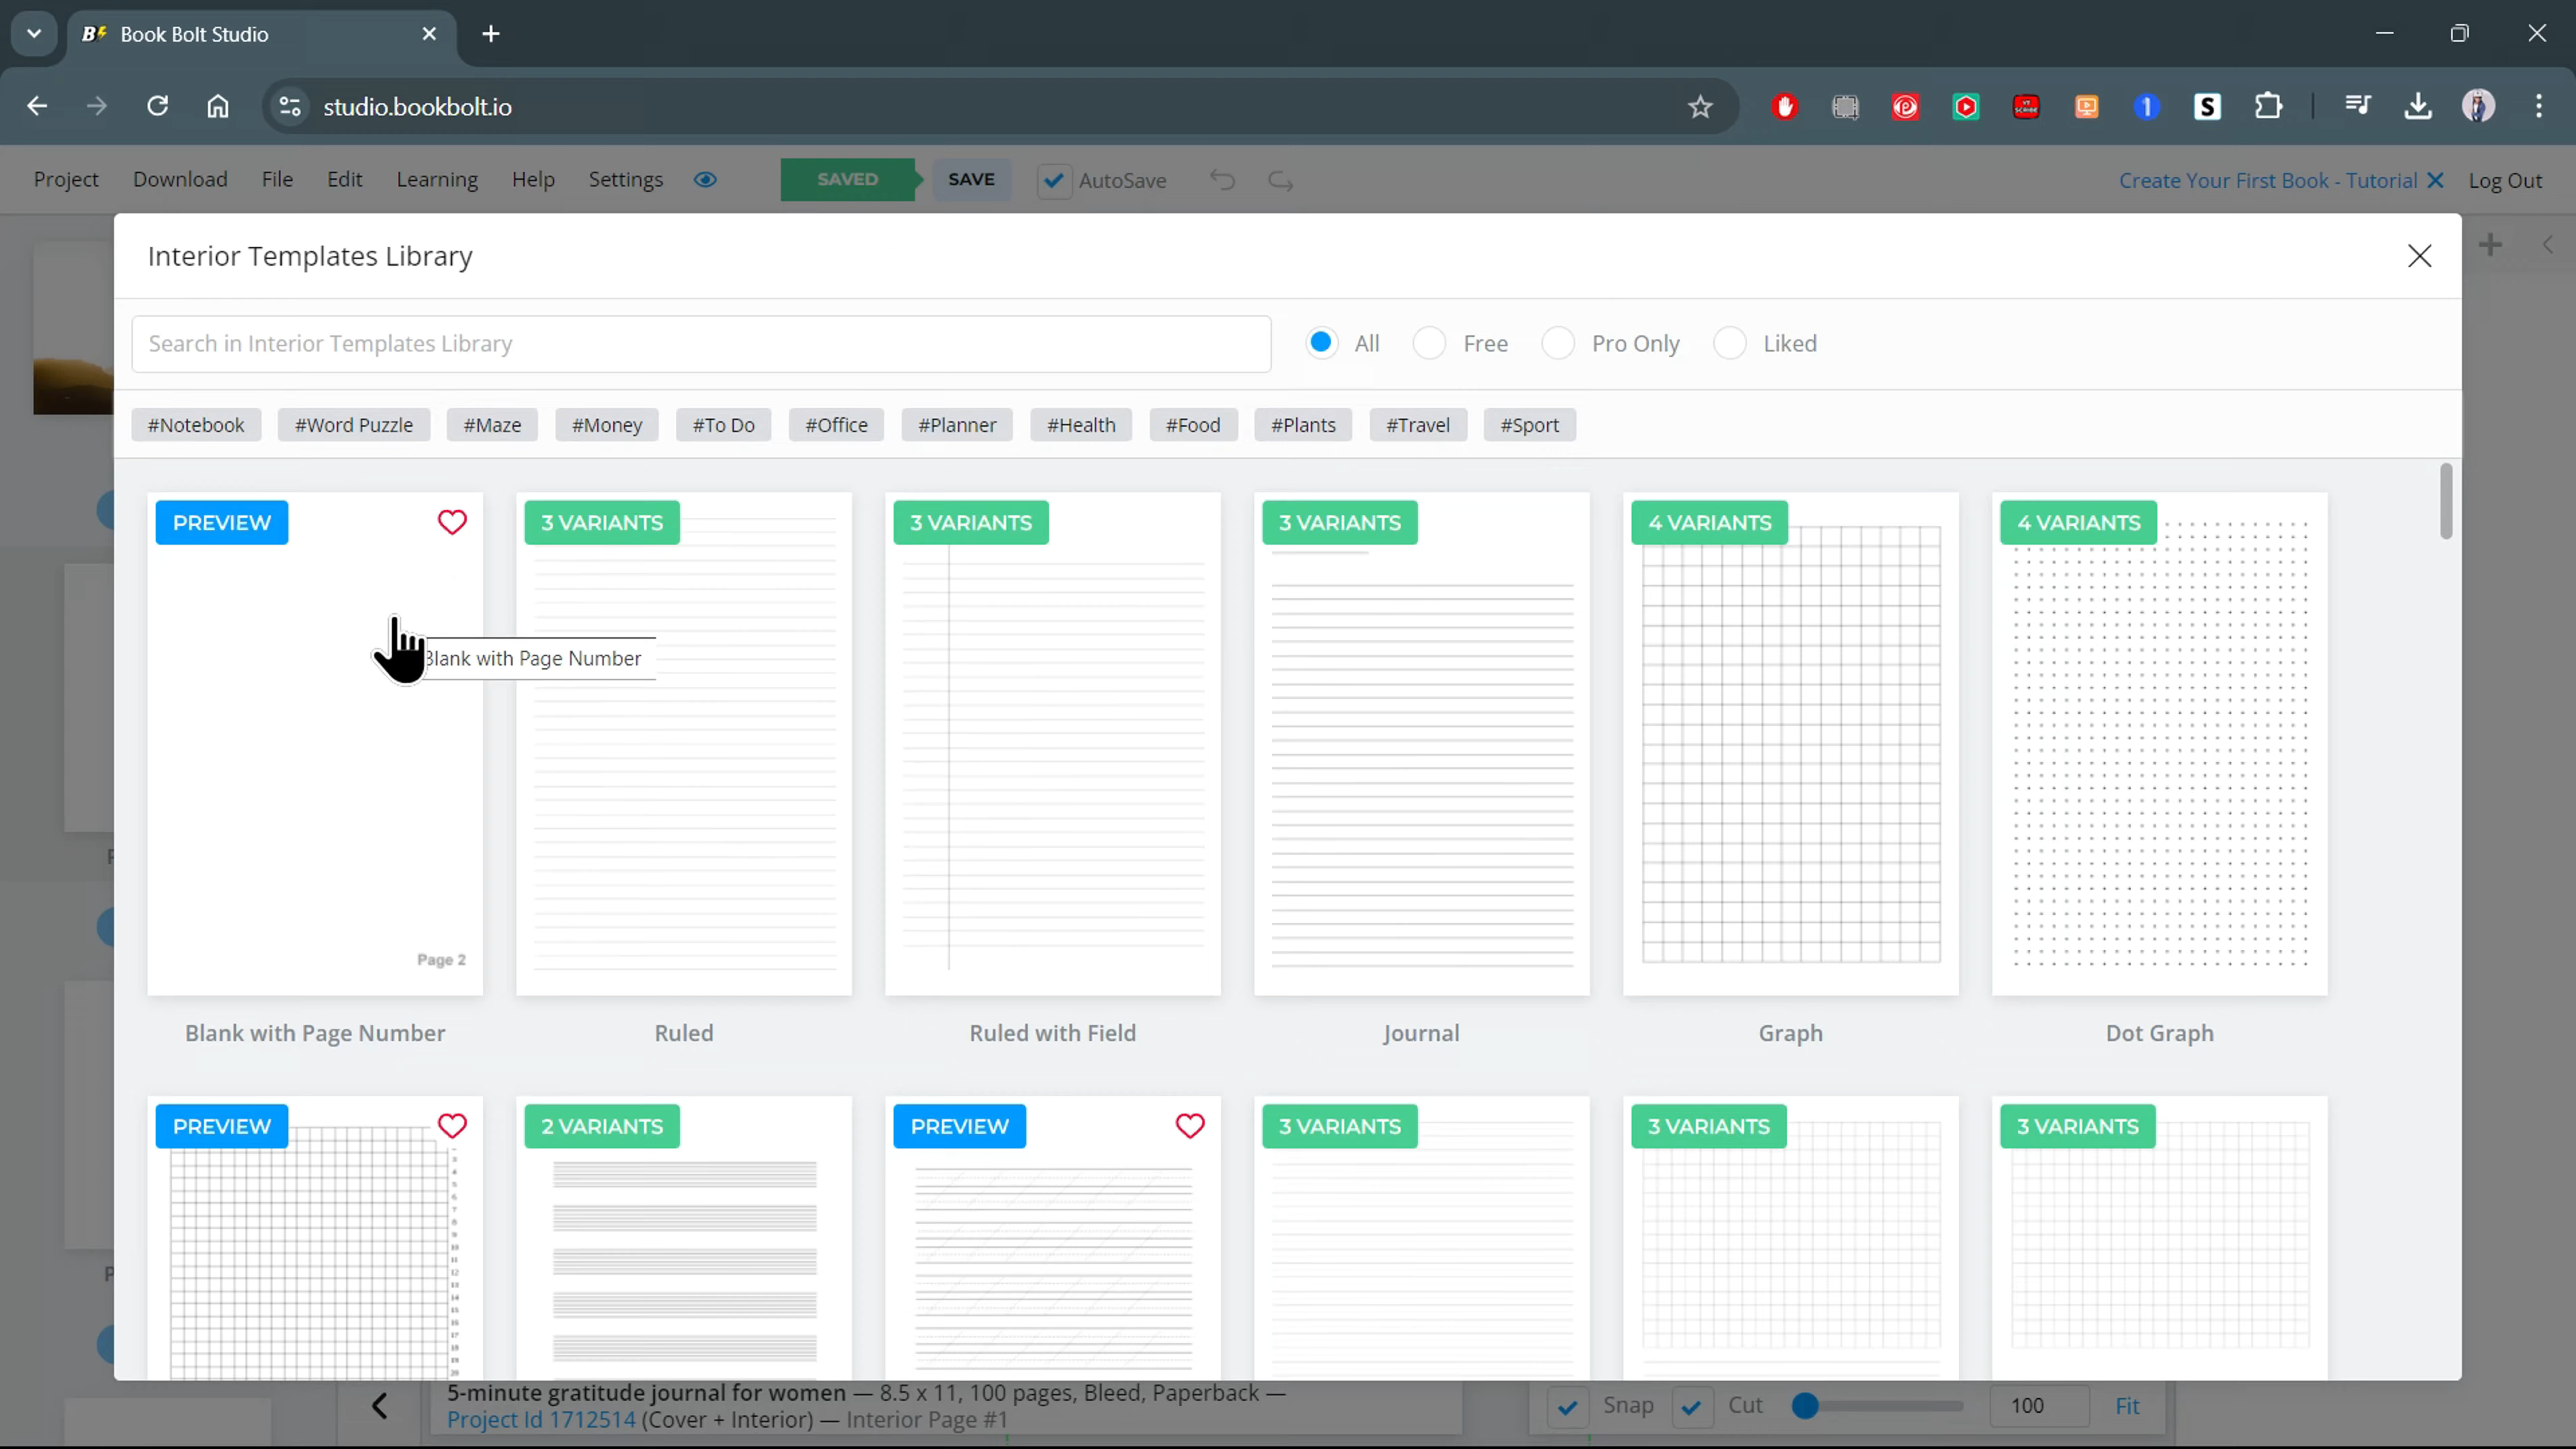 Book Bolt Studio
studio.bookbolt.io
Project Download File Edit Learning Help Settings SAVED SAVE AutoSave Create Your First Book - Tutorial Log Out
Interior Templates Library
Search in Interior Templates Library All Free Pro Only Liked
#Notebook #Word Puzzle #Maze #Money #To Do #Office #Planner #Health #Food #Plants #Travel #Sport
PREVIEW 3 VARIANTS 3 VARIANTS 3 VARIANTS 4 VARIANTS 4 VARIANTS
Blank with Page Number
Page 2
Blank with Page Number Ruled Ruled with Field Journal Graph Dot Graph
PREVIEW 2 VARIANTS PREVIEW 3 VARIANTS 3 VARIANTS 3 VARIANTS
5-minute gratitude journal for women — 8.5 x 11, 100 pages, Bleed, Paperback —
Project Id 1712514 (Cover + Interior) — Interior Page #1
Snap Cut 100 Fit